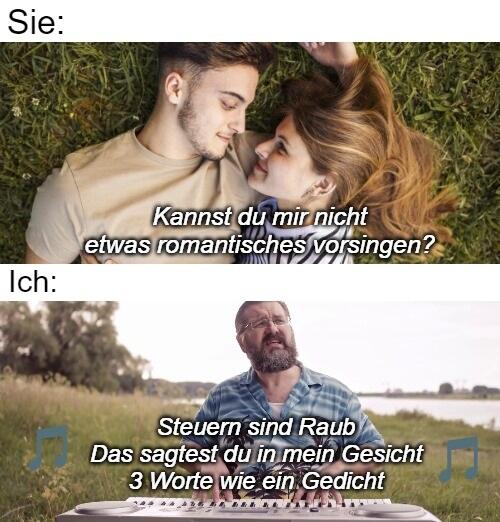 Sie:
Kannst du mir nicht
etwas romantisches vorsingen?
Ich:
Steuern sind Raub
Das sagtest du in mein Gesicht
3 Worte wie ein Gedicht